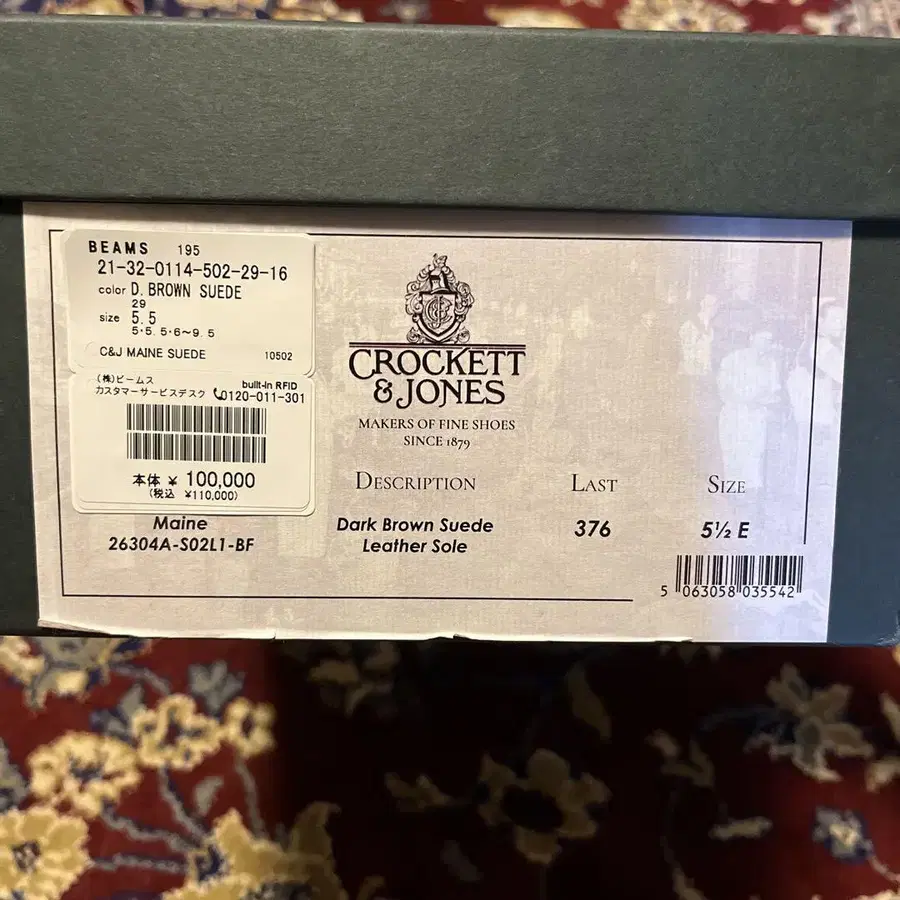 BEAMS 195
21-32-0114-502-29-16
color D. BROWN SUEDE
29
size 5.5
5・5.5・6～9.5
C&J MAINE SUEDE 10502
(株)ビームス built-in RFID
カスタマーサービスデスク 0120-011-301
本体 ¥ 100,000
(税込 ¥110,000)
Maine
26304A-S02L1-BF
CROCKETT
& JONES
MAKERS OF FINE SHOES
SINCE 1879
DESCRIPTION LAST SIZE
Dark Brown Suede 376 5½ E
Leather Sole
5 063058 035542